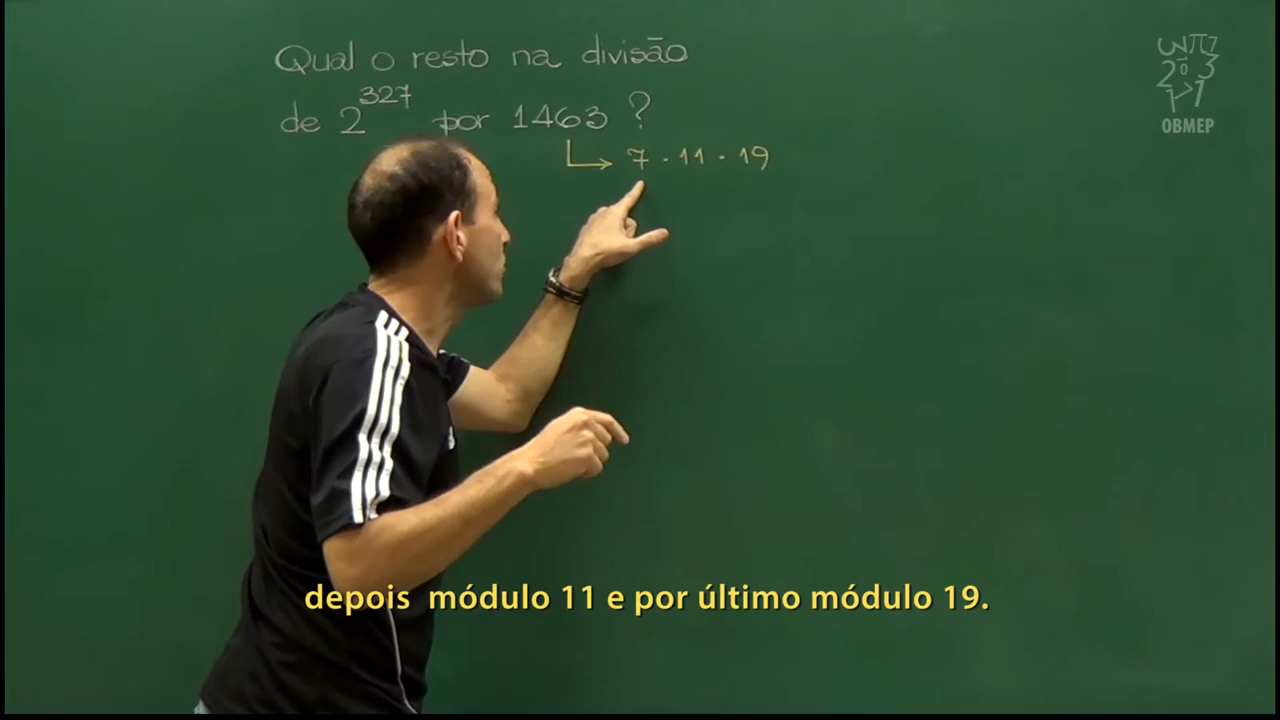 Qual o resto na divisão
de 2^327 por 1463 ?
7 · 11 · 19
OBMEP
depois módulo 11 e por último módulo 19.